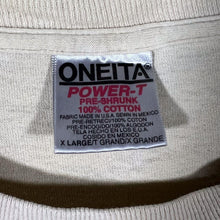 ONEITA
POWER-T
PRE-SHRUNK
100% COTTON
FABRIC MADE IN U.S.A. SEWN IN MEXICO
PRE-RETRECI/100% COTON
PRE-ENCOGIDO/100% ALGODON
TELA HECHO EN LOS E.U.A.
COSIDO EN MEXICO
X LARGE/T GRAND/X GRANDE